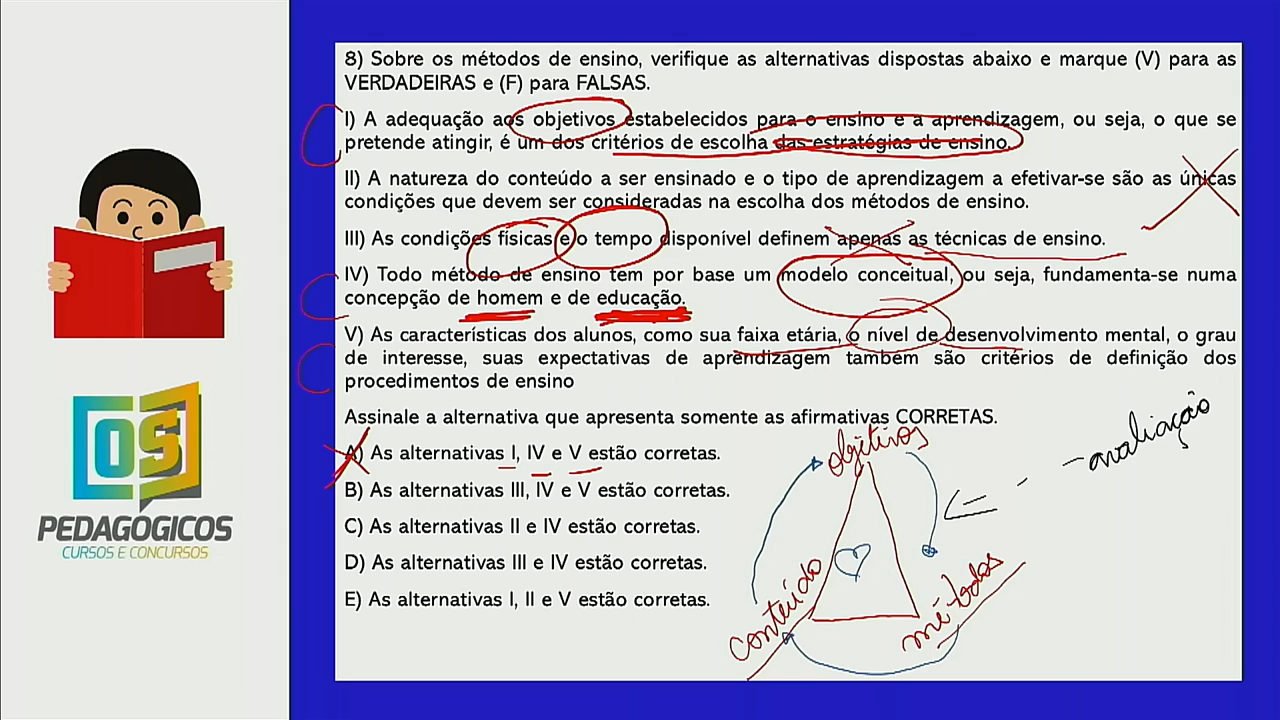 8) Sobre os métodos de ensino, verifique as alternativas dispostas abaixo e marque (V) para as
VERDADEIRAS e (F) para FALSAS.
I) A adequação aos objetivos estabelecidos para o ensino e a aprendizagem, ou seja, o que se
pretende atingir, é um dos critérios de escolha das estratégias de ensino.
II) A natureza do conteúdo a ser ensinado e o tipo de aprendizagem a efetivar-se são as únicas
condições que devem ser consideradas na escolha dos métodos de ensino.
III) As condições físicas e o tempo disponível definem apenas as técnicas de ensino.
IV) Todo método de ensino tem por base um modelo conceitual, ou seja, fundamenta-se numa
concepção de homem e de educação.
V) As características dos alunos, como sua faixa etária, o nível de desenvolvimento mental, o grau
de interesse, suas expectativas de aprendizagem também são critérios de definição dos
procedimentos de ensino
Assinale a alternativa que apresenta somente as afirmativas CORRETAS.
A) As alternativas I, IV e V estão corretas.
B) As alternativas III, IV e V estão corretas.
C) As alternativas II e IV estão corretas.
D) As alternativas III e IV estão corretas.
E) As alternativas I, II e V estão corretas.
objetivos
- avaliação
conteúdo
métodos
OS
PEDAGÓGICOS
CURSOS E CONCURSOS